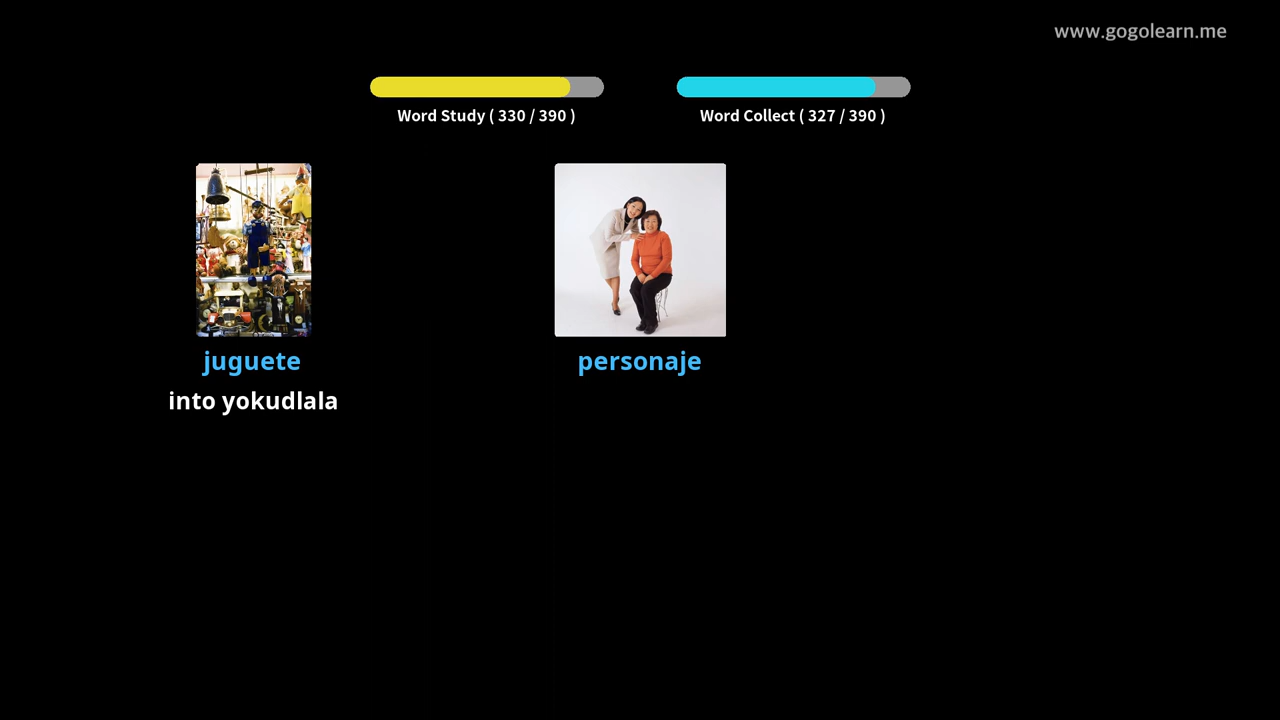 www.gogolearn.me
Word Study ( 330 / 390 )
Word Collect ( 327 / 390 )
juguete
personaje
into yokudlala